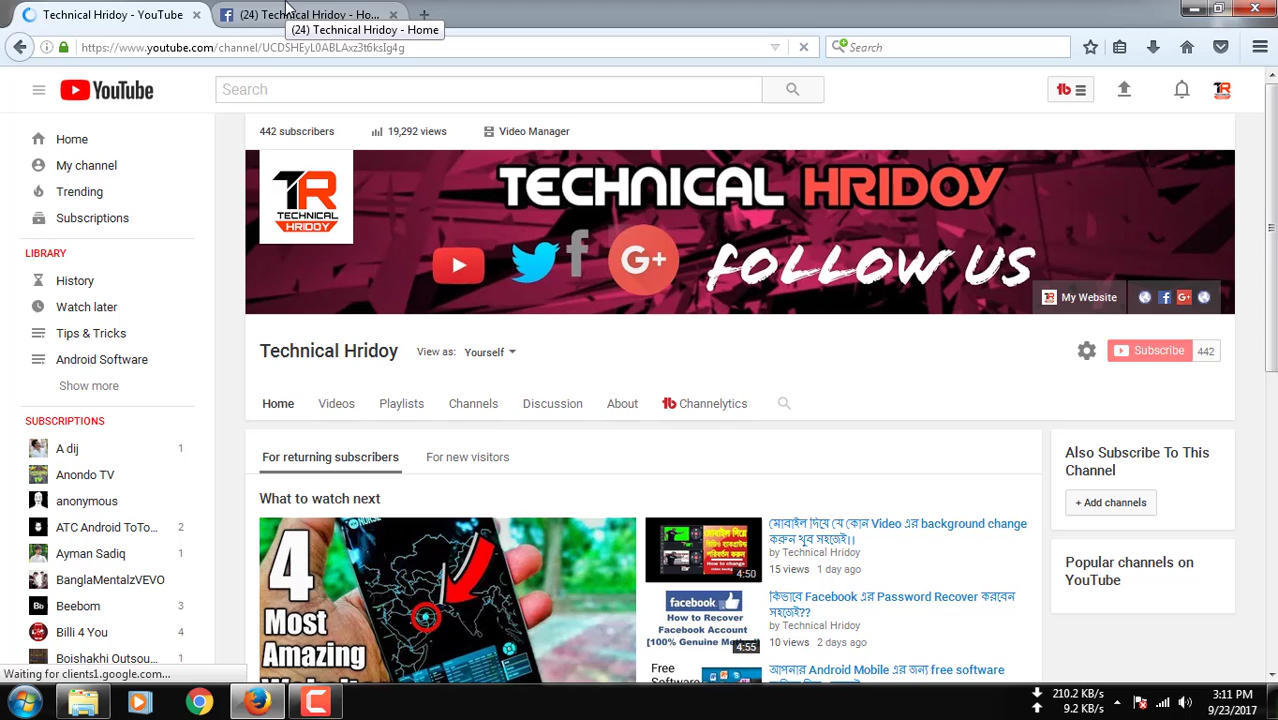 Technical Hridoy - YouTube
(24) Technical Hridoy - Ho...
(24) Technical Hridoy - Home
https://www.youtube.com/channel/UCDSHEyL0ABLAxz3t6ksIg4g
Search
YouTube
Search
Home
My channel
Trending
Subscriptions
LIBRARY
History
Watch later
Tips & Tricks
Android Software
Show more
SUBSCRIPTIONS
A dij 1
Anondo TV
anonymous
ATC Android ToTo... 2
Ayman Sadiq 1
BanglaMentalzVEVO
Beebom 3
Billi 4 You 4
Boishakhi Outsou... 1
442 subscribers 19,292 views Video Manager
TR
TECHNICAL
HRIDOY
TECHNICAL HRIDOY
FOLLOW US
My Website
Technical Hridoy View as: Yourself
Subscribe 442
Home Videos Playlists Channels Discussion About Channelytics
For returning subscribers For new visitors
What to watch next
4
Most
Amazing
Website
মোবাইল দিয়ে যে কোন Video এর background change
করুন খুব সহজেই।।
by Technical Hridoy
15 views 1 day ago
4:50
কিভাবে Facebook এর Password Recover করবেন
সহজেই??
by Technical Hridoy
10 views 2 days ago
facebook
How to Recover
Facebook Account
[100% Genuine
4:55
আপনার Android Mobile এর জন্য free software
Free
Also Subscribe To This
Channel
+ Add channels
Popular channels on
YouTube
Waiting for clients1.google.com...
210.2 KB/s
9.2 KB/s
3:11 PM
9/23/2017